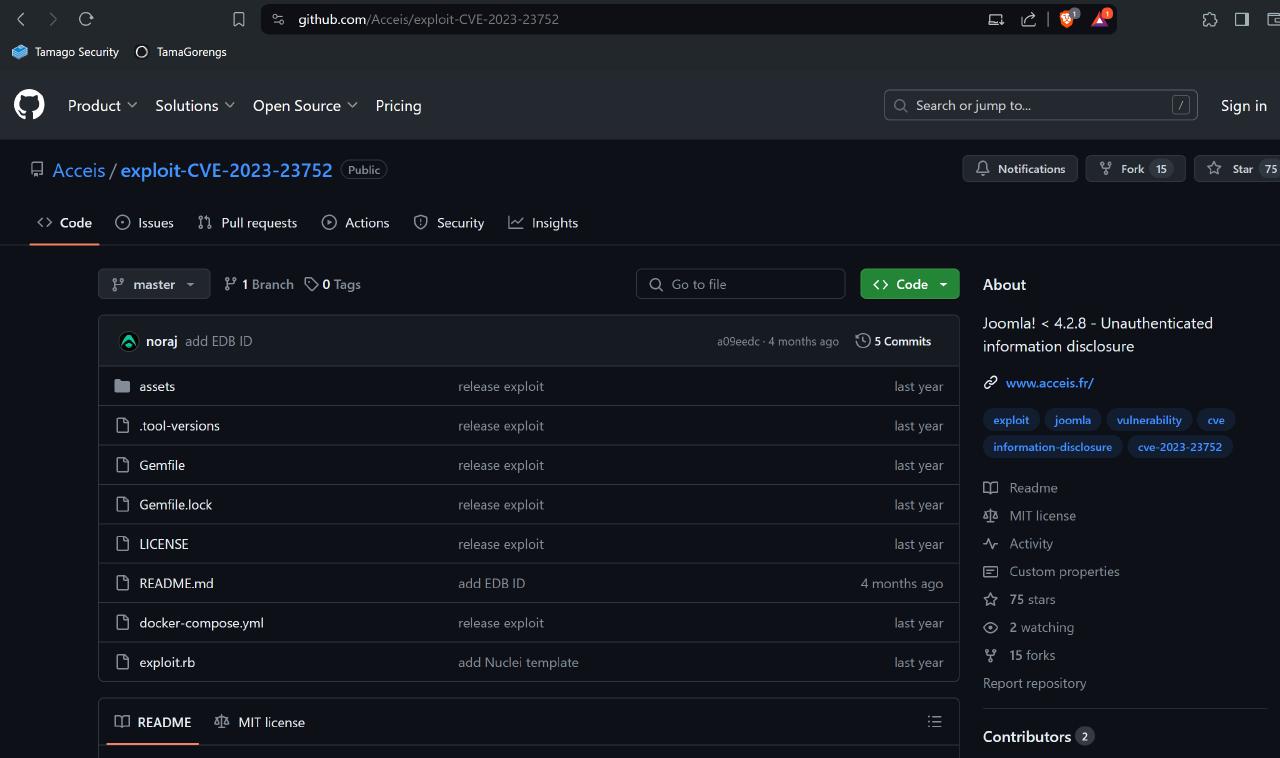 github.com/Acceis/exploit-CVE-2023-23752
1
1
Tamago Security TamaGorengs
Product Solutions Open Source Pricing
Search or jump to... /
Sign in
Acceis / exploit-CVE-2023-23752 Public
Notifications
Fork 15
Star 75
Code Issues Pull requests Actions Security Insights
master
1 Branch
0 Tags
Go to file
Code
noraj add EDB ID a09eedc · 4 months ago 5 Commits
assets release exploit last year
.tool-versions release exploit last year
Gemfile release exploit last year
Gemfile.lock release exploit last year
LICENSE release exploit last year
README.md add EDB ID 4 months ago
docker-compose.yml release exploit last year
exploit.rb add Nuclei template last year
README MIT license
About
Joomla! < 4.2.8 - Unauthenticated
information disclosure
www.acceis.fr/
exploit joomla vulnerability cve
information-disclosure cve-2023-23752
Readme
MIT license
Activity
Custom properties
75 stars
2 watching
15 forks
Report repository
Contributors 2